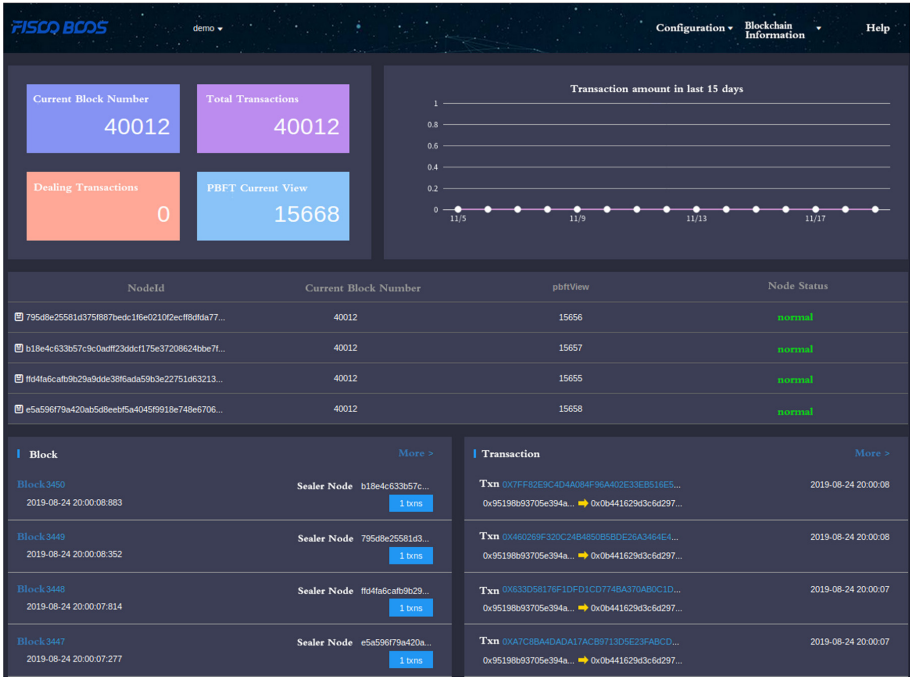 FISCO BCOS
demo
Configuration
Blockchain
Information
Help
Current Block Number
40012
Total Transactions
40012
Dealing Transactions
0
PBFT Current View
15668
Transaction amount in last 15 days
1
0.8
0.6
0.4
0.2
0
11/5 11/9 11/13 11/17
NodeId Current Block Number pbftView Node Status
795d8e25581d375f887bedc1f6e0210f2ecff8dfda77... 40012 15656 normal
b18e4c633b57c9c0adff23ddcf175e37208624bbe7f... 40012 15657 normal
ffd4fa6cafb9b29a9dde38f6ada59b3e22751d63213... 40012 15655 normal
e5a596f79a420ab5d8eebf5a4045f9918e748e6706... 40012 15658 normal
Block More >
Block3450 Sealer Node b18e4c633b57c...
2019-08-24 20:00:08:883 1 txns
Block3449 Sealer Node 795d8e25581d3...
2019-08-24 20:00:08:352 1 txns
Block3448 Sealer Node ffd4fa6cafb9b29...
2019-08-24 20:00:07:814 1 txns
Block3447 Sealer Node e5a596f79a420a...
2019-08-24 20:00:07:277 1 txns
Transaction More >
Txn 0X7FF82E9C4D4A084F96A402E33EB516E5... 2019-08-24 20:00:08
0x95198b93705e394a... 0x0b441629d3c6d297...
Txn 0X460269F320C24B4850B5BDE26A3464E4... 2019-08-24 20:00:08
0x95198b93705e394a... 0x0b441629d3c6d297...
Txn 0X633D58176F1DFD1CD774BA370AB0C1D... 2019-08-24 20:00:07
0x95198b93705e394a... 0x0b441629d3c6d297...
Txn 0XA7C8BA4DADA17ACB9713D5E23FABCD... 2019-08-24 20:00:07
0x95198b93705e394a... 0x0b441629d3c6d297...